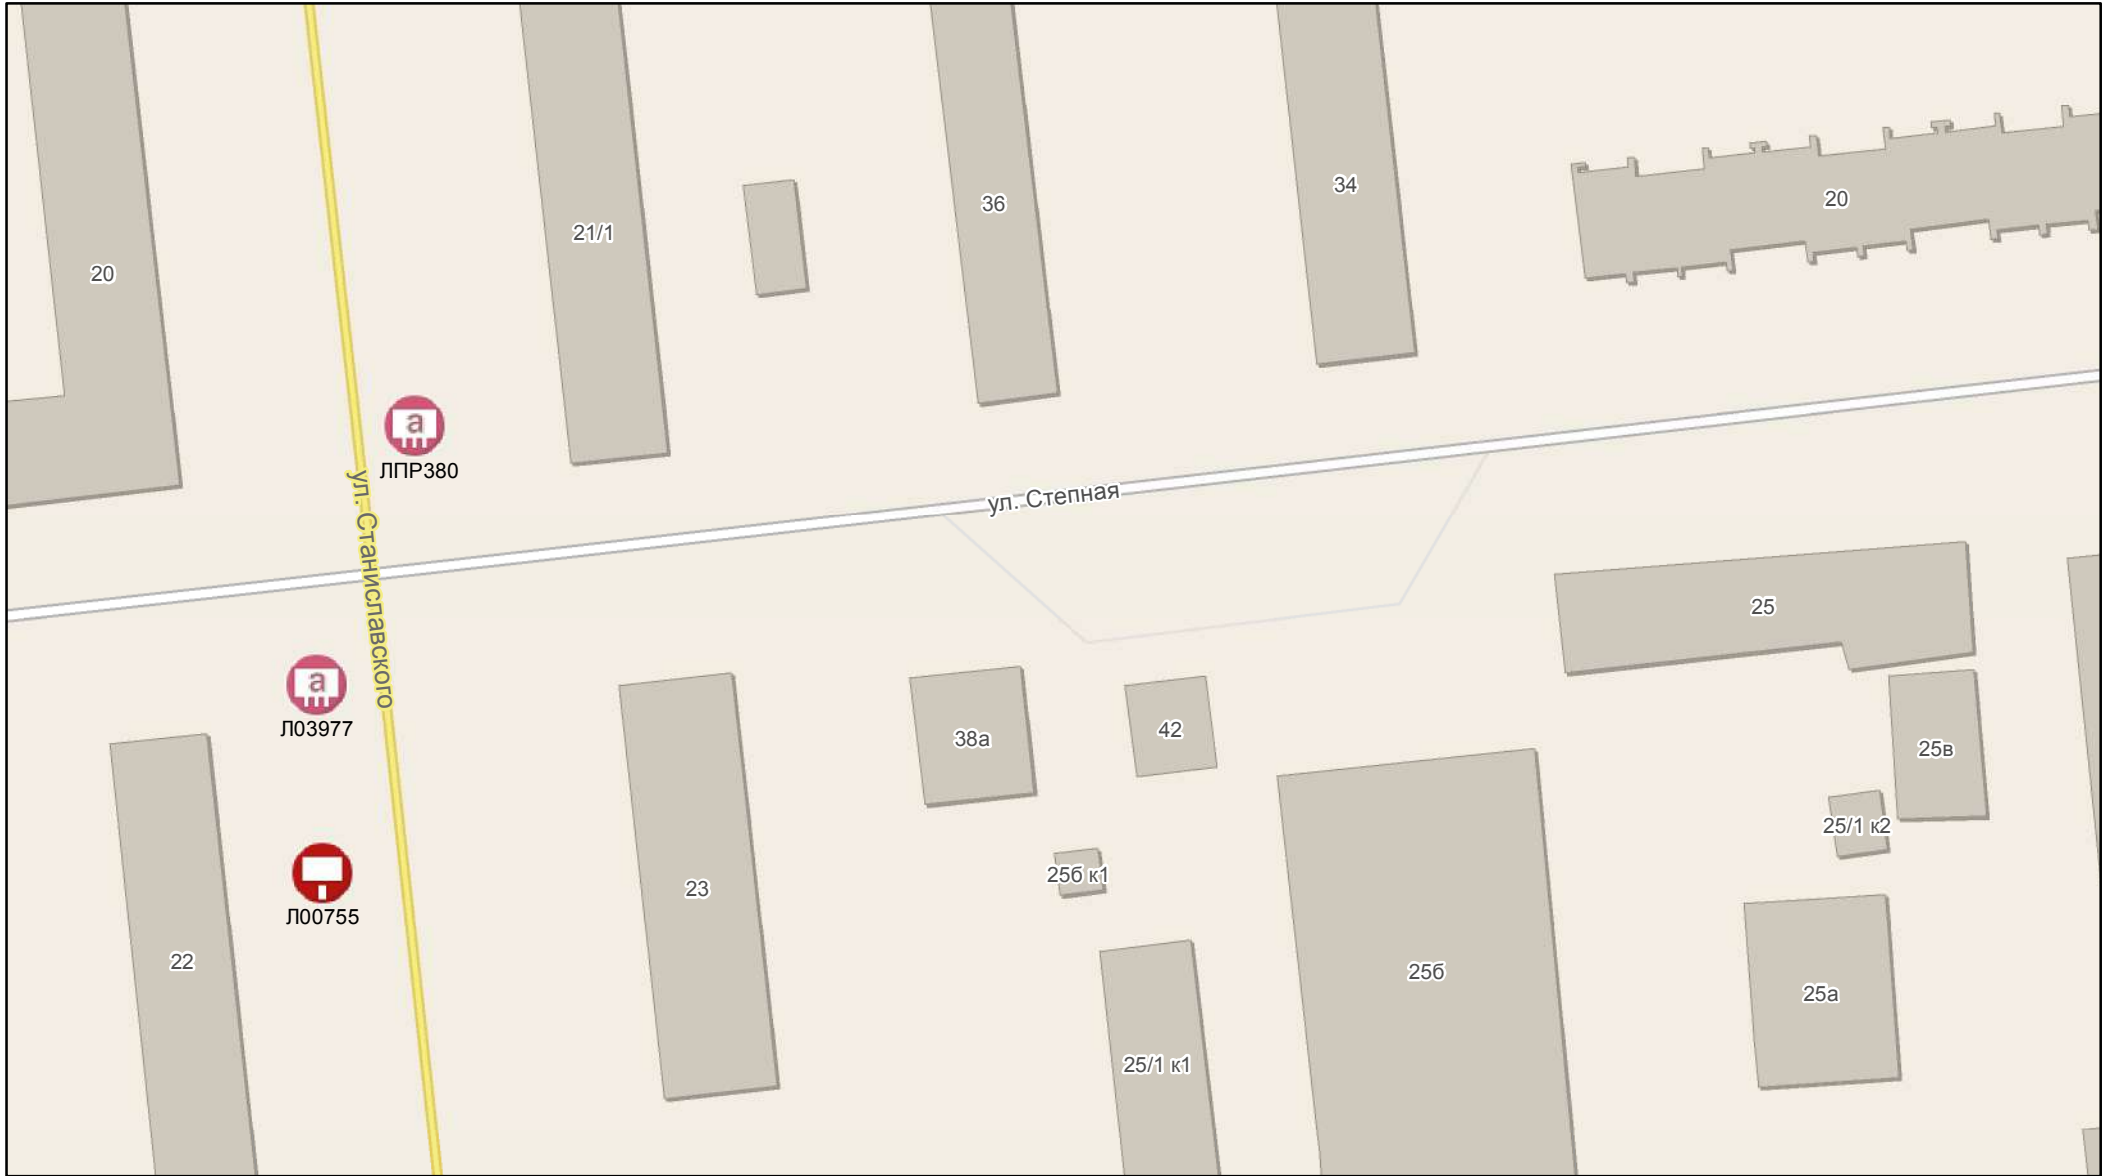 34
20
36
21/1
20
a
ЛПР380
ул. Степная
ул. Станиславского
25
a
Л03977
42
38а
25в
25/1 к2
25б к1
Л00755
23
22
25б
25а
25/1 к1